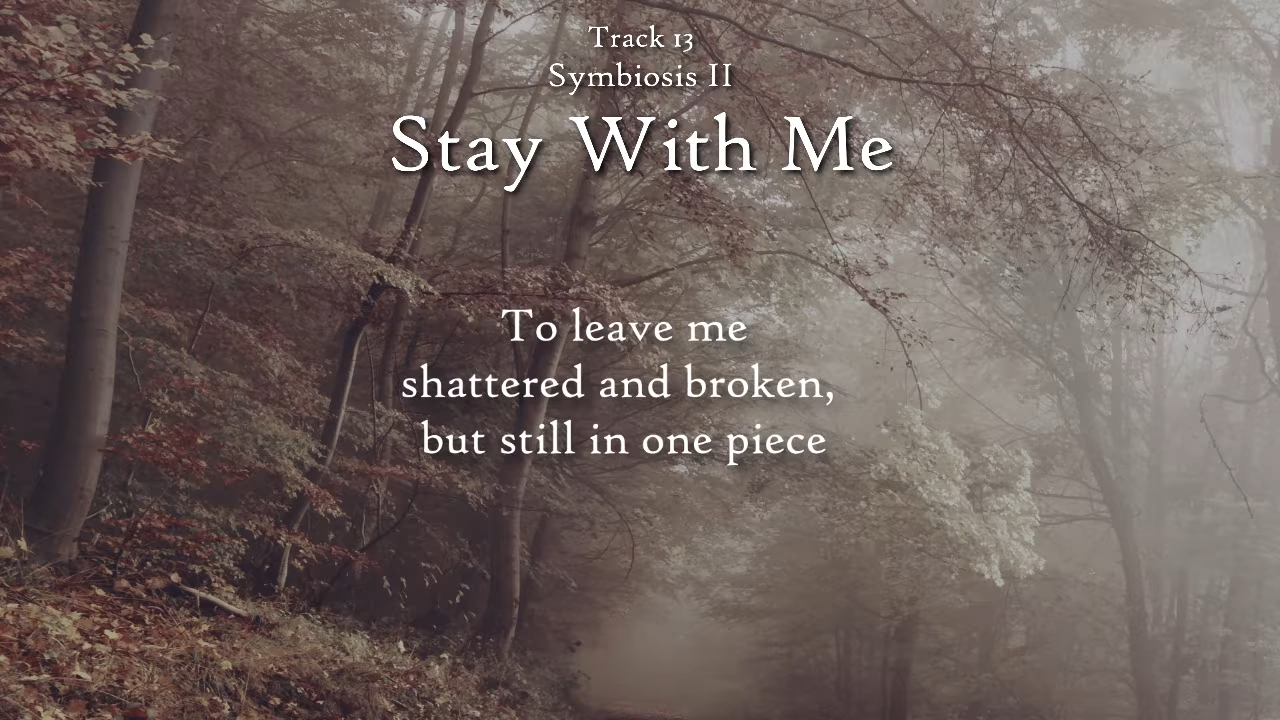 Track 13
Symbiosis II
Stay With Me
To leave me
shattered and broken,
but still in one piece